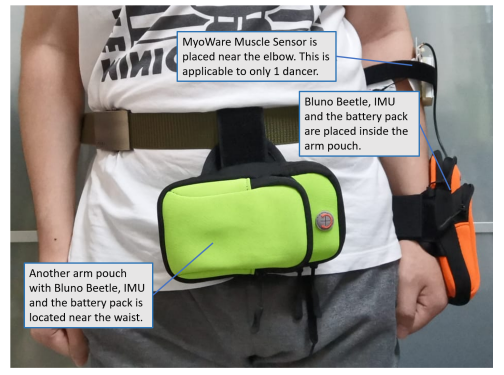 MyoWare Muscle Sensor is
placed near the elbow. This is
applicable to only 1 dancer.
Bluno Beetle, IMU
and the battery pack
are placed inside the
arm pouch.
Another arm pouch
with Bluno Beetle, IMU
and the battery pack is
located near the waist.